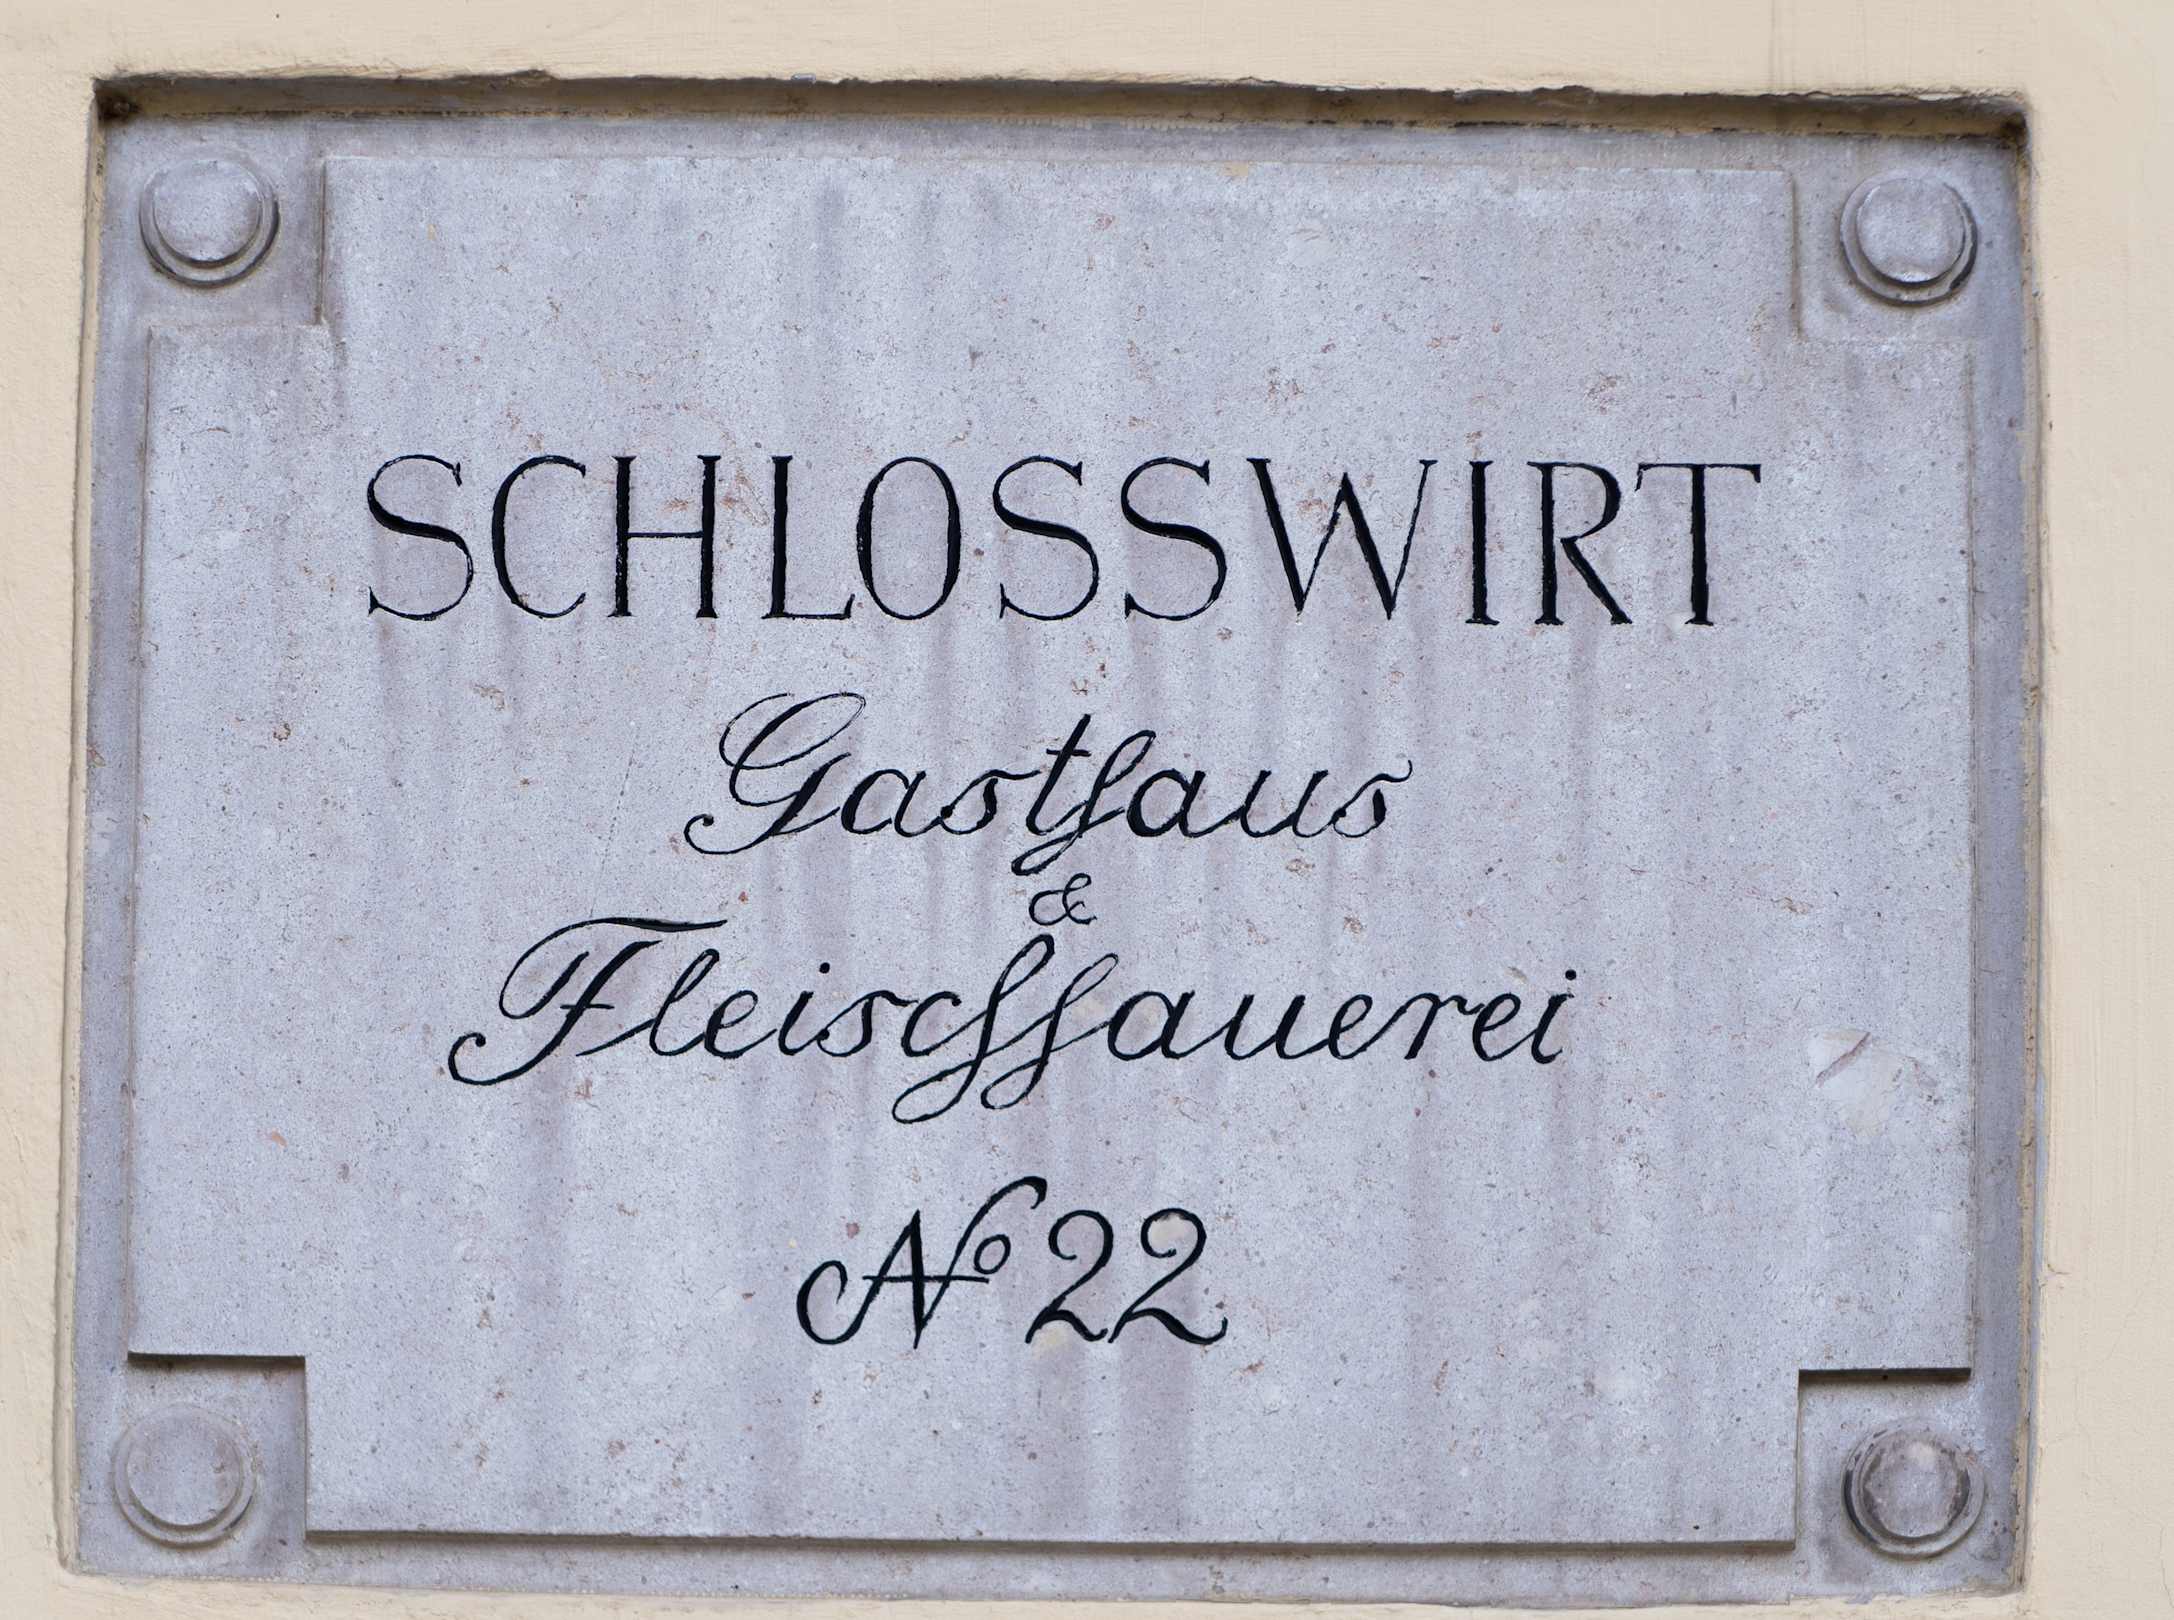 SCHLOSSWIRT
Gasthaus
&
Fleischhauerei
No 22